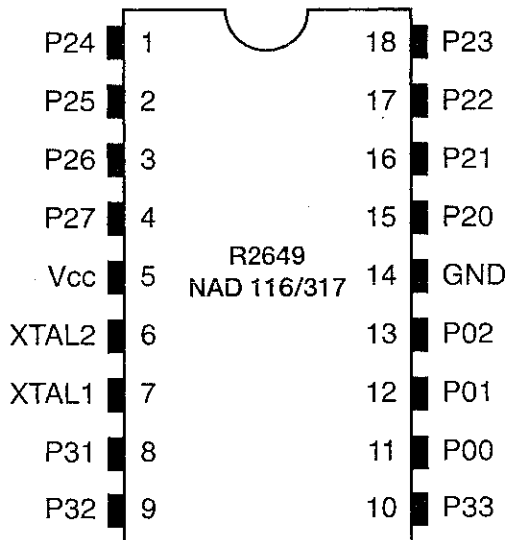 P24 1 18 P23
P25 2 17 P22
P26 3 16 P21
P27 4 15 P20
R2649
Vcc 5 14 GND
NAD 116/317
XTAL2 6 13 P02
XTAL1 7 12 P01
P31 8 11 P00
P32 9 10 P33